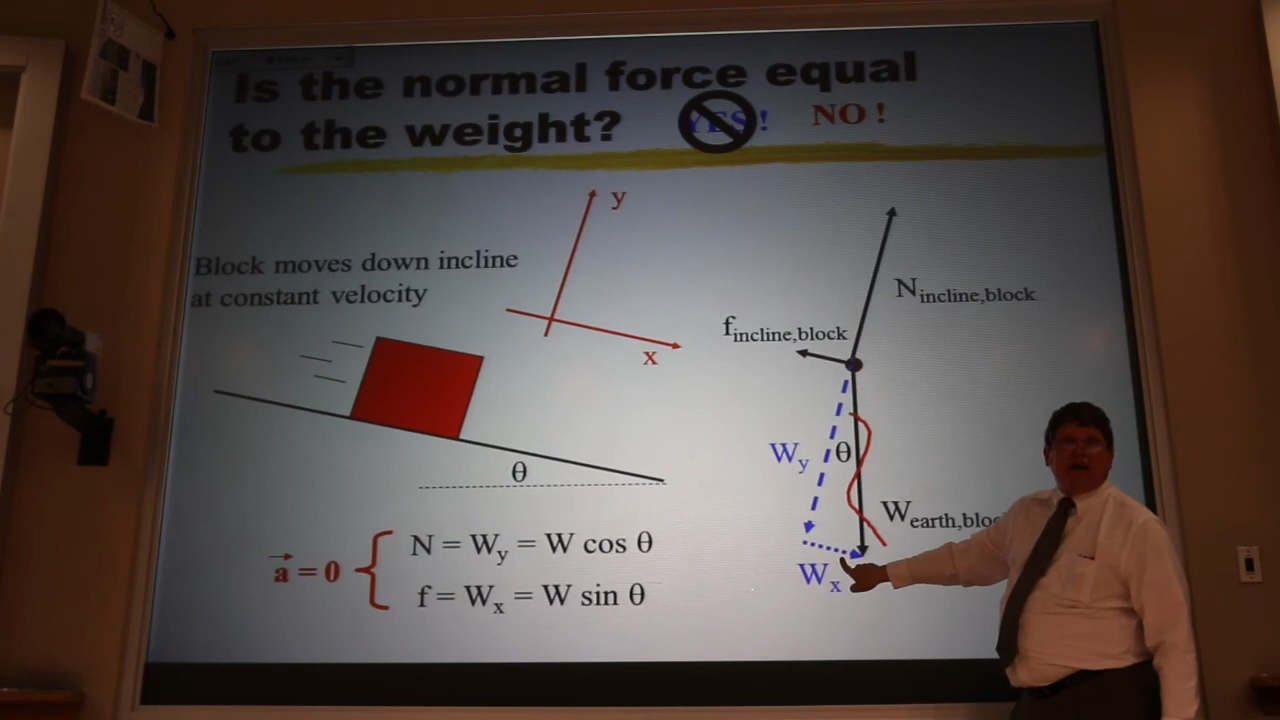 Is the normal force equal
to the weight? YES! NO !
y
Block moves down incline
at constant velocity
x
θ
N incline,block
f incline,block
W y
θ
W earth,bloc
W x
a = 0
N = W y = W cos θ
f = W x = W sin θ